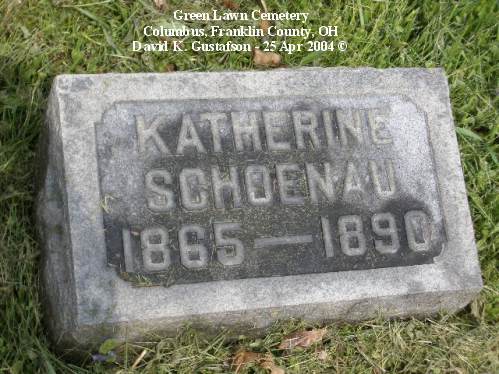 Green Lawn Cemetery
Columbus, Franklin County, OH
David K. Gustafson - 25 Apr 2004 ©
KATHERINE
SCHOENAU
1865 — 1890